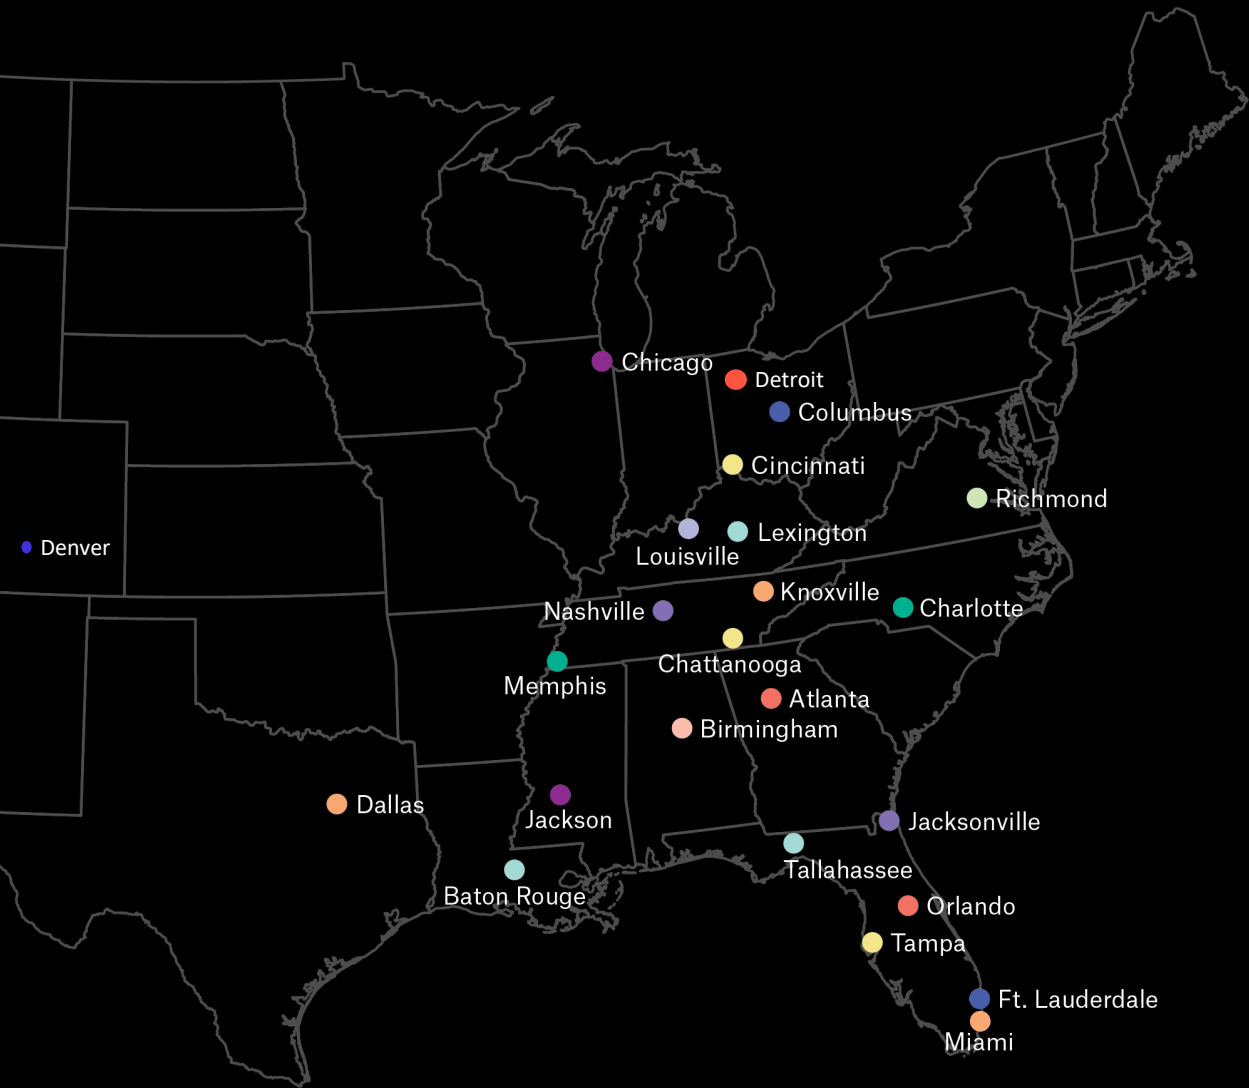 Chicago
Detroit
Columbus
Cincinnati
Richmond
Lexington
Denver
Louisville
Knoxville
Charlotte
Nashville
Chattanooga
Memphis
Atlanta
Birmingham
Dallas
Jackson
Jacksonville
Tallahassee
Baton Rouge
Orlando
Tampa
Ft. Lauderdale
Miami